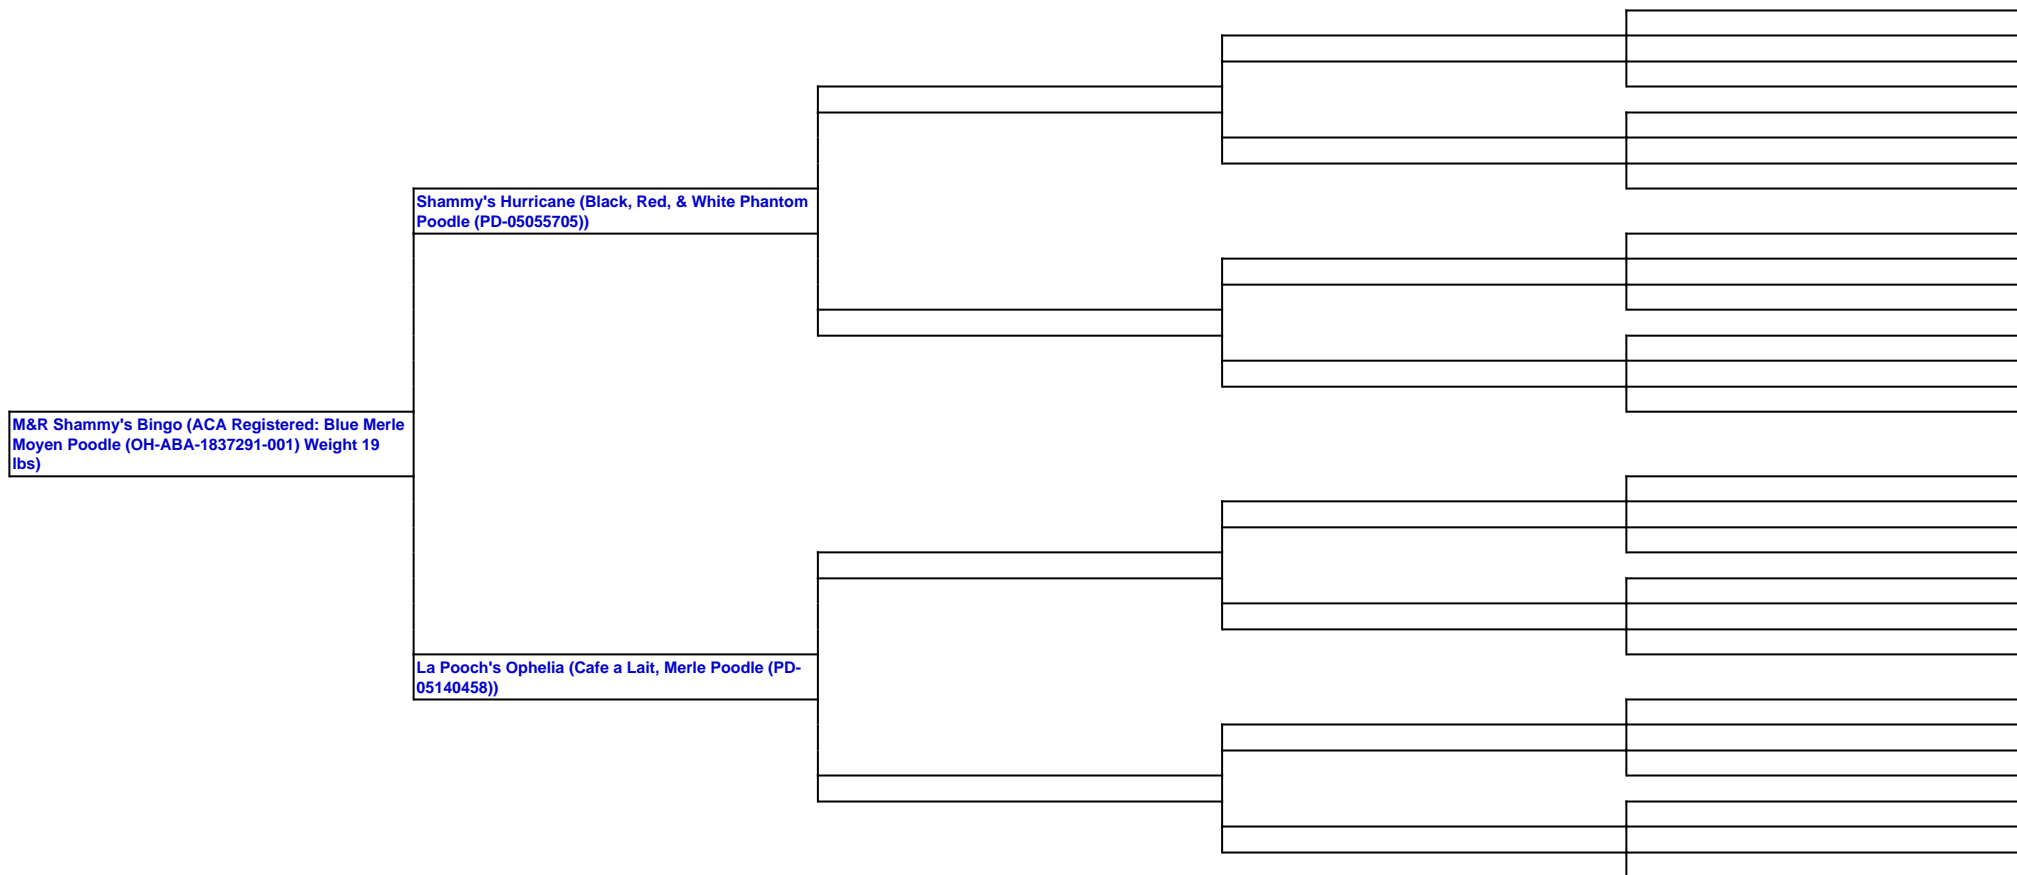 Shammy's Hurricane (Black, Red, & White Phantom
Poodle (PD-05055705))
M&R Shammy's Bingo (ACA Registered: Blue Merle
Moyen Poodle (OH-ABA-1837291-001) Weight 19
lbs)
La Pooch's Ophelia (Cafe a Lait, Merle Poodle (PD-
05140458))